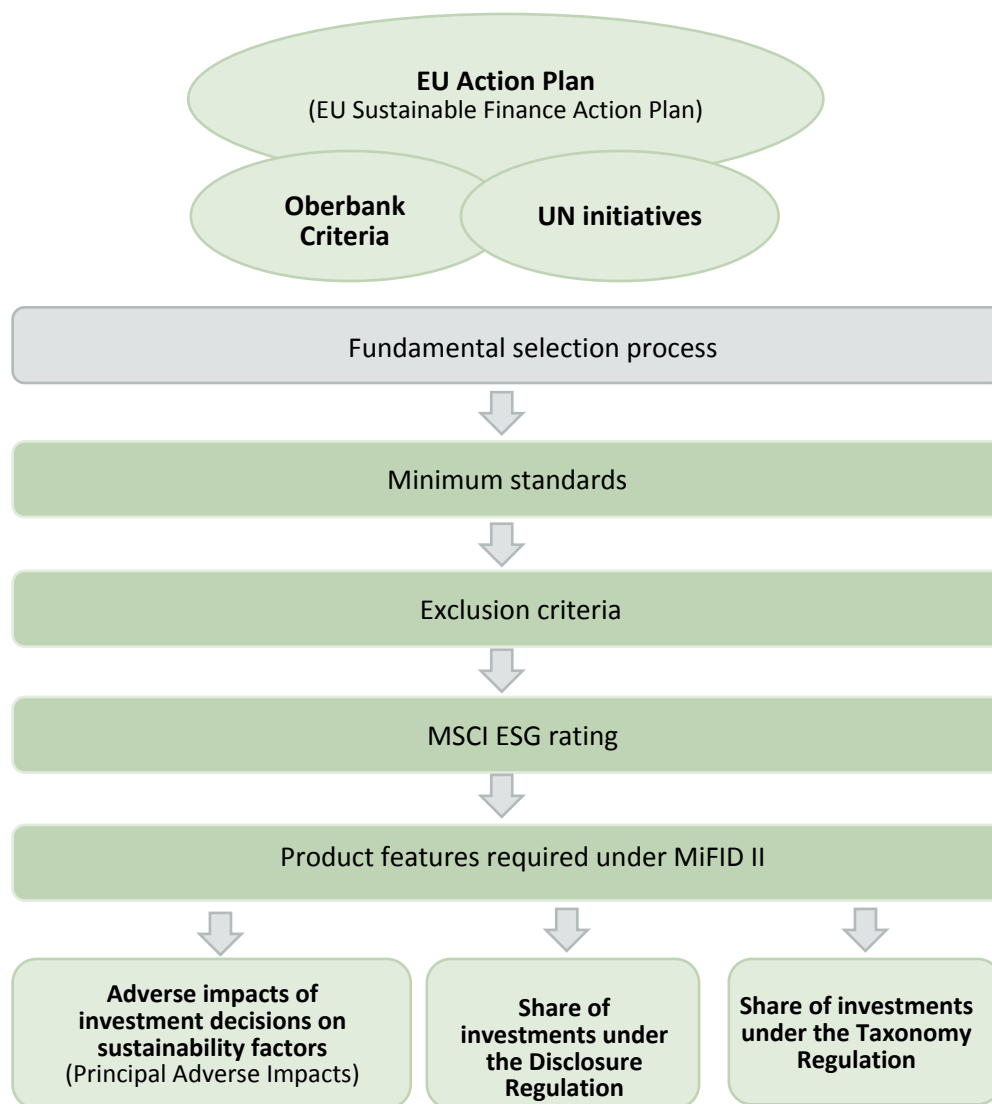 EU Action Plan
(EU Sustainable Finance Action Plan)
Oberbank
Criteria
UN initiatives
Fundamental selection process
Minimum standards
Exclusion criteria
MSCI ESG rating
Product features required under MiFID II
Adverse impacts of
investment decisions on
sustainability factors
(Principal Adverse Impacts)
Share of
investments under
the Disclosure
Regulation
Share of investments
under the Taxonomy
Regulation